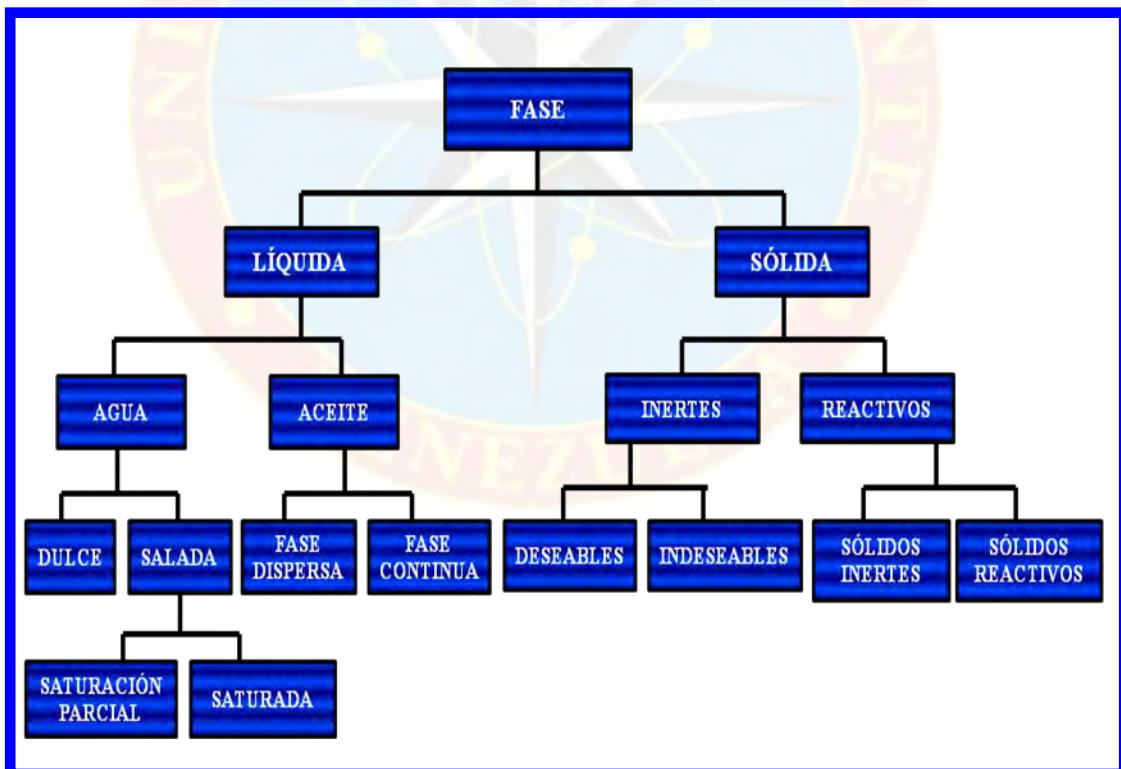 FASE
LÍQUIDA
SÓLIDA
AGUA
ACEITE
INERTES
REACTIVOS
DULCE
SALADA
FASE
DISPERSA
FASE
CONTINUA
DESEABLES
INDESEABLES
SÓLIDOS
INERTES
SÓLIDOS
REACTIVOS
SATURACIÓN
PARCIAL
SATURADA